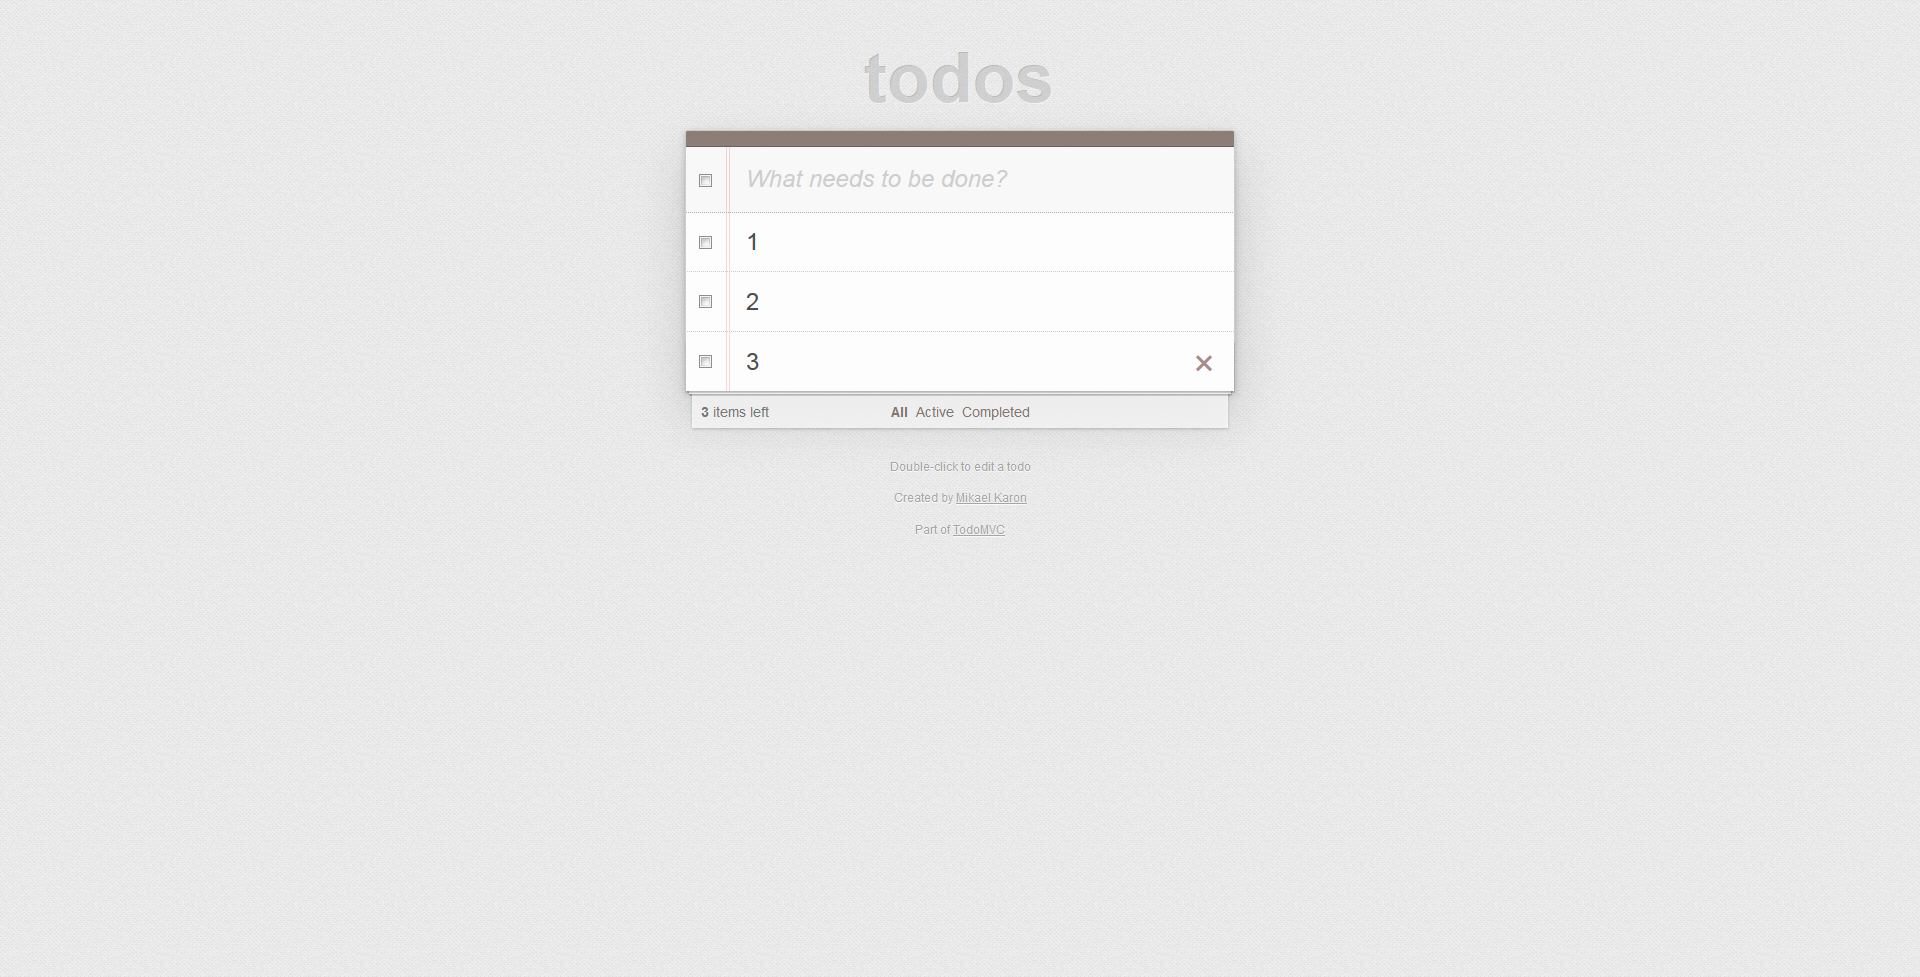 todos
What needs to be done?
1
2
3
3 items left All Active Completed
Double-click to edit a todo
Created by Mikael Karon
Part of TodoMVC